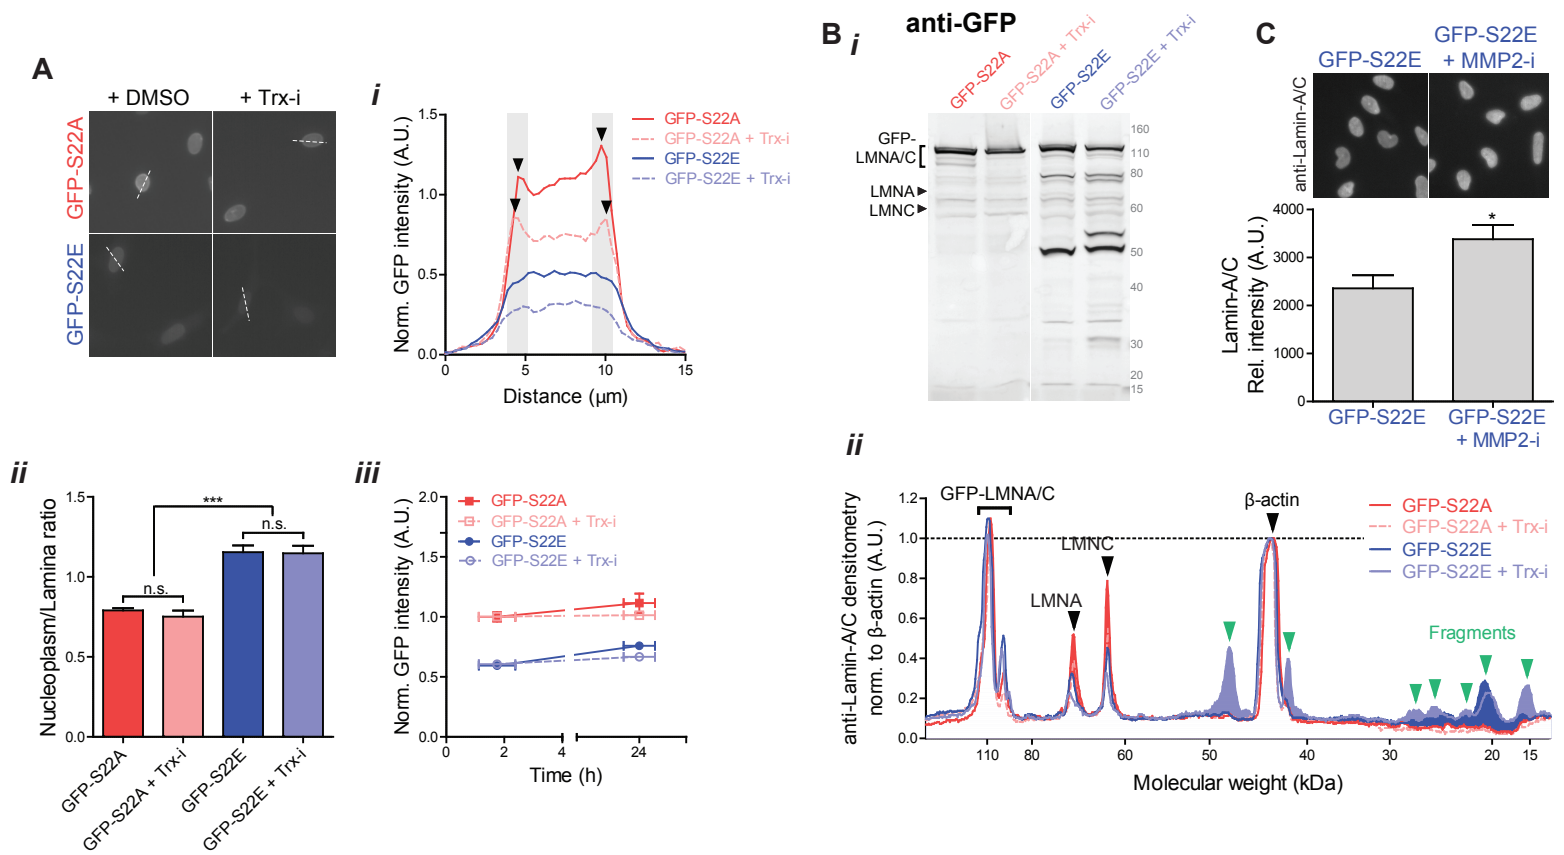 A
+ DMSO
+ Trx-i
GFP-S22A
GFP-S22E
i
Norm. GFP intensity (A.U.)
1.5
1.0
0.5
0.0
0
5
10
15
Distance (µm)
GFP-S22A
GFP-S22A + Trx-i
GFP-S22E
GFP-S22E + Trx-i
B
i
anti-GFP
GFP-S22A
GFP-S22A + Trx-i
GFP-S22E
GFP-S22E + Trx-i
GFP-
LMNA/C
LMNA
LMNC
160
110
80
60
50
40
30
20
15
C
GFP-S22E
GFP-S22E
+ MMP2-i
anti-Lamin-A/C
Lamin-A/C
Rel. intensity (A.U.)
4000
3000
2000
1000
0
*
GFP-S22E
GFP-S22E
+ MMP2-i
ii
Nucleoplasm/Lamina ratio
1.5
1.0
0.5
0.0
***
n.s.
n.s.
GFP-S22A
GFP-S22A + Trx-i
GFP-S22E
GFP-S22E + Trx-i
iii
Norm. GFP Intensity (A.U.)
2.0
1.5
1.0
0.5
0.0
GFP-S22A
GFP-S22A + Trx-i
GFP-S22E
GFP-S22E + Trx-i
0
2
4
24
Time (h)
ii
anti-Lamin-A/C densitometry
norm. to β-actin (A.U.)
1.2
1.0
0.8
0.6
0.4
0.2
0.0
GFP-LMNA/C
LMNA
LMNC
β-actin
Fragments
GFP-S22A
GFP-S22A + Trx-i
GFP-S22E
GFP-S22E + Trx-i
110
80
60
50
40
30
20
15
Molecular weight (kDa)